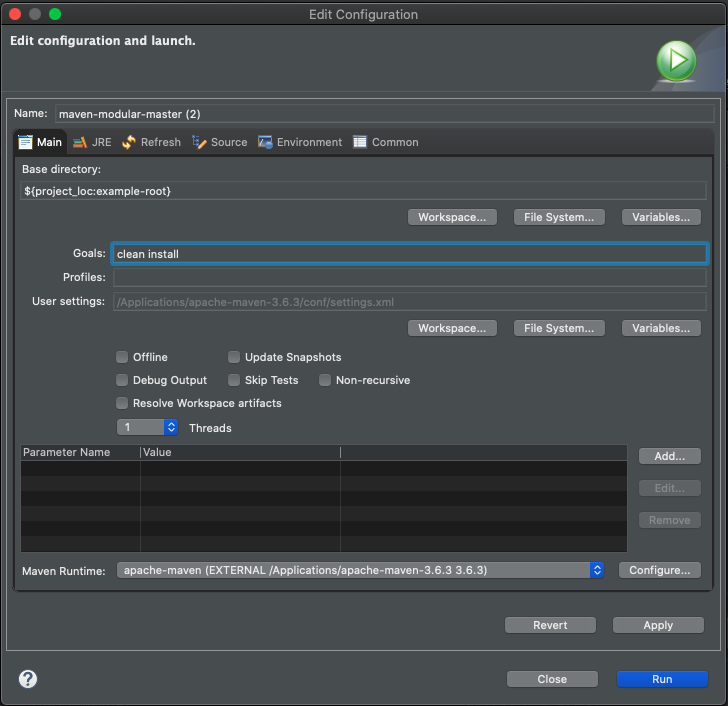 Edit Configuration
Edit configuration and launch.
Name: maven-modular-master (2)
Main JRE Refresh Source Environment Common
Base directory:
${project_loc:example-root}
Workspace... File System... Variables...
Goals: clean install
Profiles:
User settings: /Applications/apache-maven-3.6.3/conf/settings.xml
Workspace... File System... Variables...
Offline Update Snapshots
Debug Output Skip Tests Non-recursive
Resolve Workspace artifacts
1 Threads
Parameter Name Value
Add...
Edit...
Remove
Maven Runtime: apache-maven (EXTERNAL /Applications/apache-maven-3.6.3 3.6.3) Configure...
Revert Apply
? Close Run